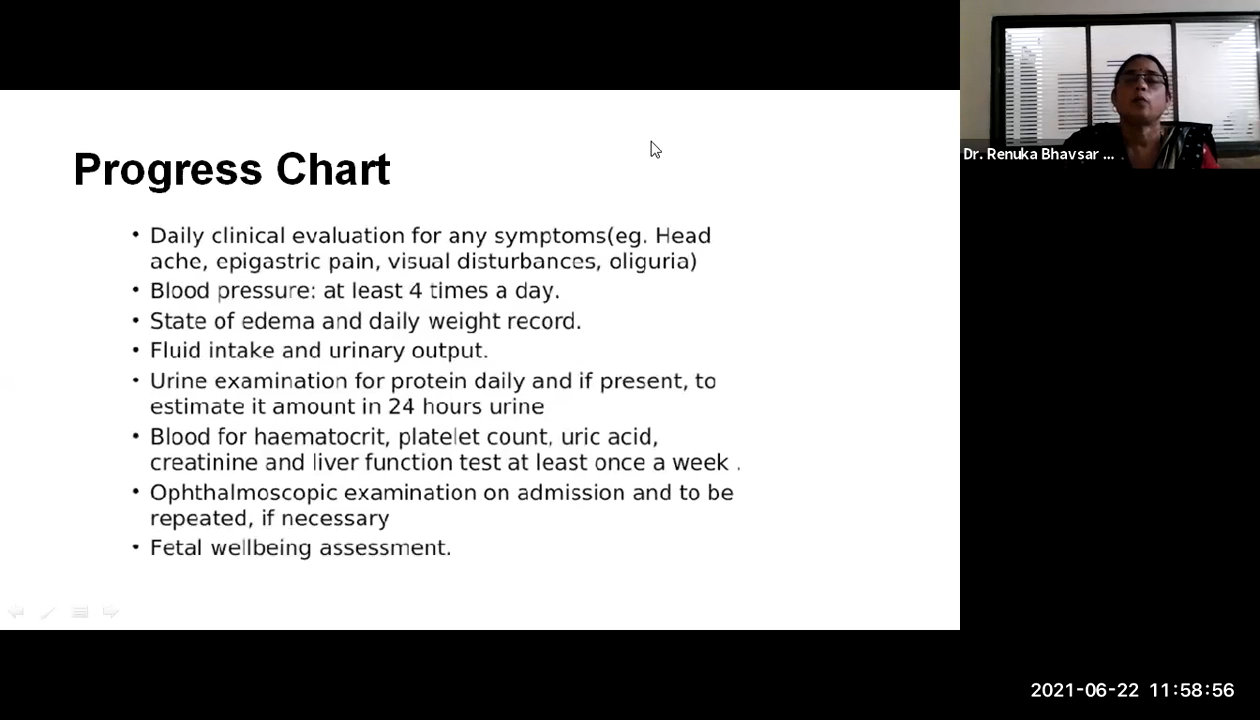 Progress Chart
• Daily clinical evaluation for any symptoms(eg. Head
ache, epigastric pain, visual disturbances, oliguria)
• Blood pressure: at least 4 times a day.
• State of edema and daily weight record.
• Fluid intake and urinary output.
• Urine examination for protein daily and if present, to
estimate it amount in 24 hours urine
• Blood for haematocrit, platelet count, uric acid,
creatinine and liver function test at least once a week .
• Ophthalmoscopic examination on admission and to be
repeated, if necessary
• Fetal wellbeing assessment.
Dr. Renuka Bhavsar ...
2021-06-22 11:58:56